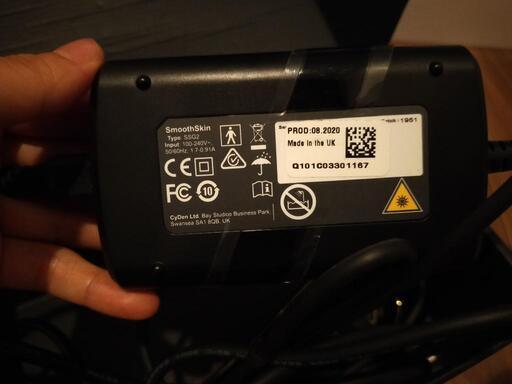 SmoothSkin
Type: SSG2
Input: 100-240V~,
50/60Hz, 1.7-0.91A
CE
FC
10
CyDen Ltd. Bay Studios Business Park
Swansea SA1 8QB. UK
PROD:08.2020
1951
Made in the UK
Q101C03301167